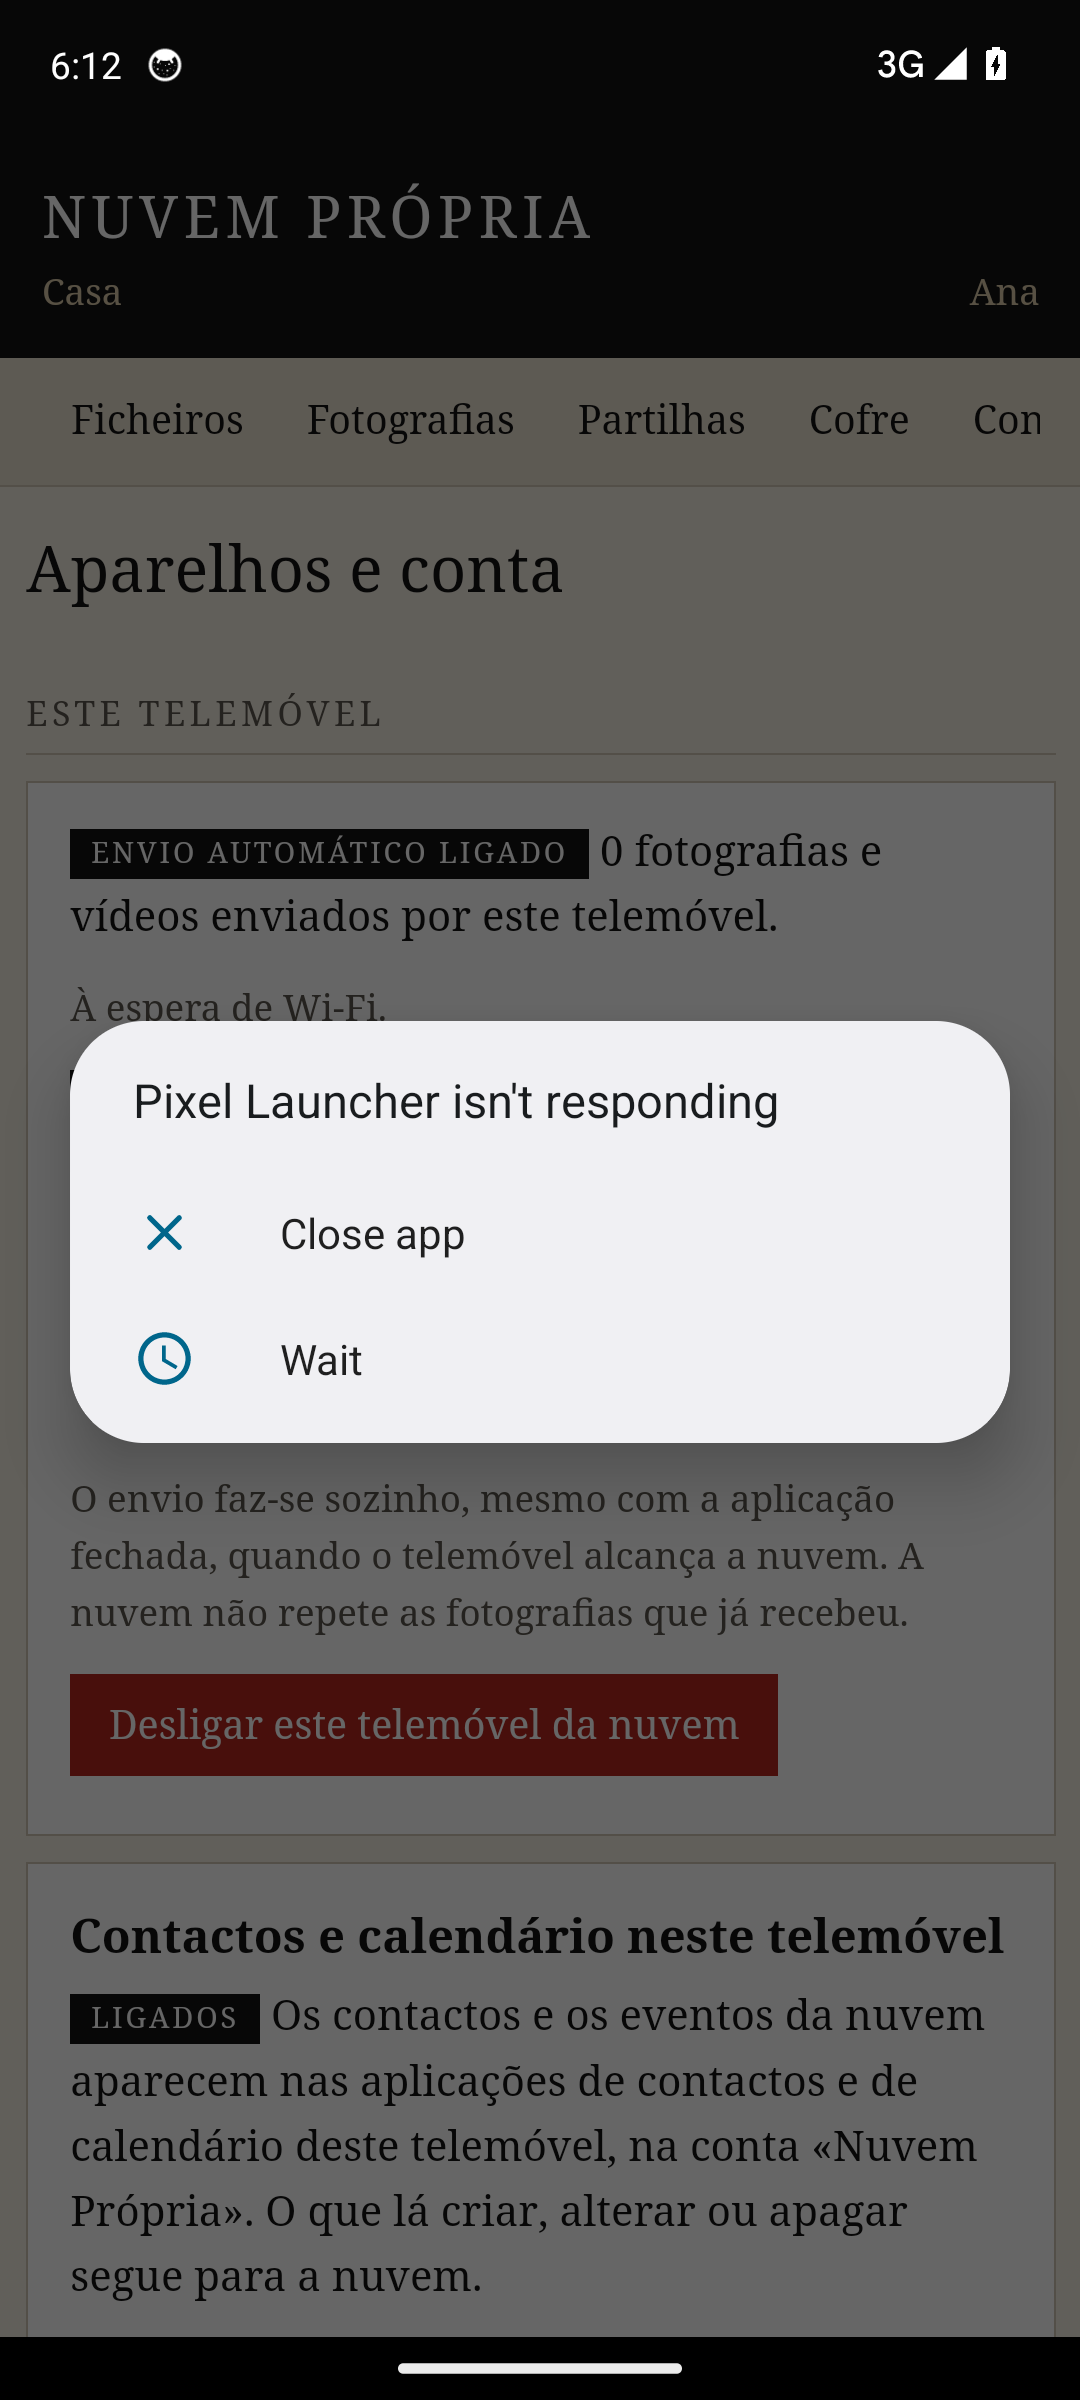 6:12
3G
NUVEM PRÓPRIA
Casa
Ana
Ficheiros Fotografias Partilhas Cofre Con
Aparelhos e conta
ESTE TELEMÓVEL
ENVIO AUTOMÁTICO LIGADO 0 fotografias e
vídeos enviados por este telemóvel.
À espera de Wi-Fi.
Pixel Launcher isn't responding
Close app
Wait
O envio faz-se sozinho, mesmo com a aplicação
fechada, quando o telemóvel alcança a nuvem. A
nuvem não repete as fotografias que já recebeu.
Desligar este telemóvel da nuvem
Contactos e calendário neste telemóvel
LIGADOS Os contactos e os eventos da nuvem
aparecem nas aplicações de contactos e de
calendário deste telemóvel, na conta «Nuvem
Própria». O que lá criar, alterar ou apagar
segue para a nuvem.